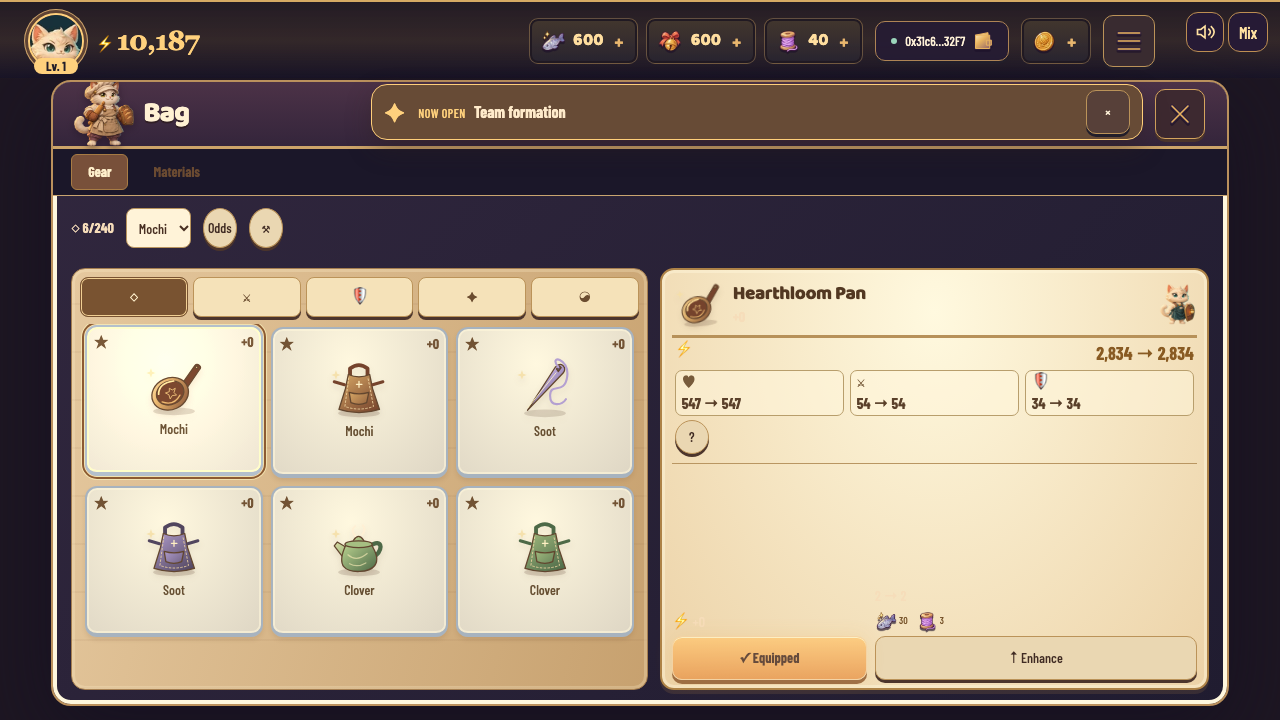 Lv. 1
10,187
600 +
600 +
40 +
0x31c6...32F7
+
Mix
Bag
NOW OPEN Team formation
×
Gear
Materials
6/240
Mochi
Odds
+0
Mochi
+0
Mochi
+0
Soot
+0
Soot
+0
Clover
+0
Clover
Hearthloom Pan
+0
2,834 → 2,834
547 → 547
54 → 54
34 → 34
?
+0
30
3
✓ Equipped
↑ Enhance